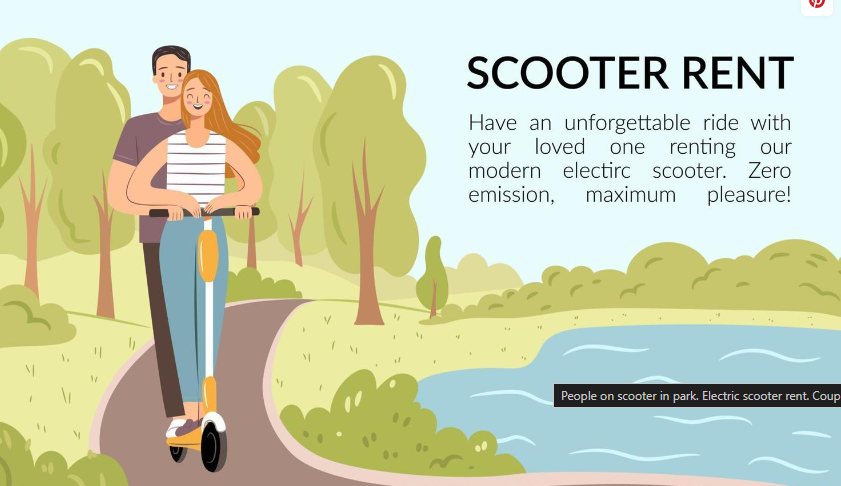 SCOOTER RENT
Have an unforgettable ride with
your loved one renting our
modern electirc scooter. Zero
emission, maximum pleasure!
People on scooter in park. Electric scooter rent. Coup